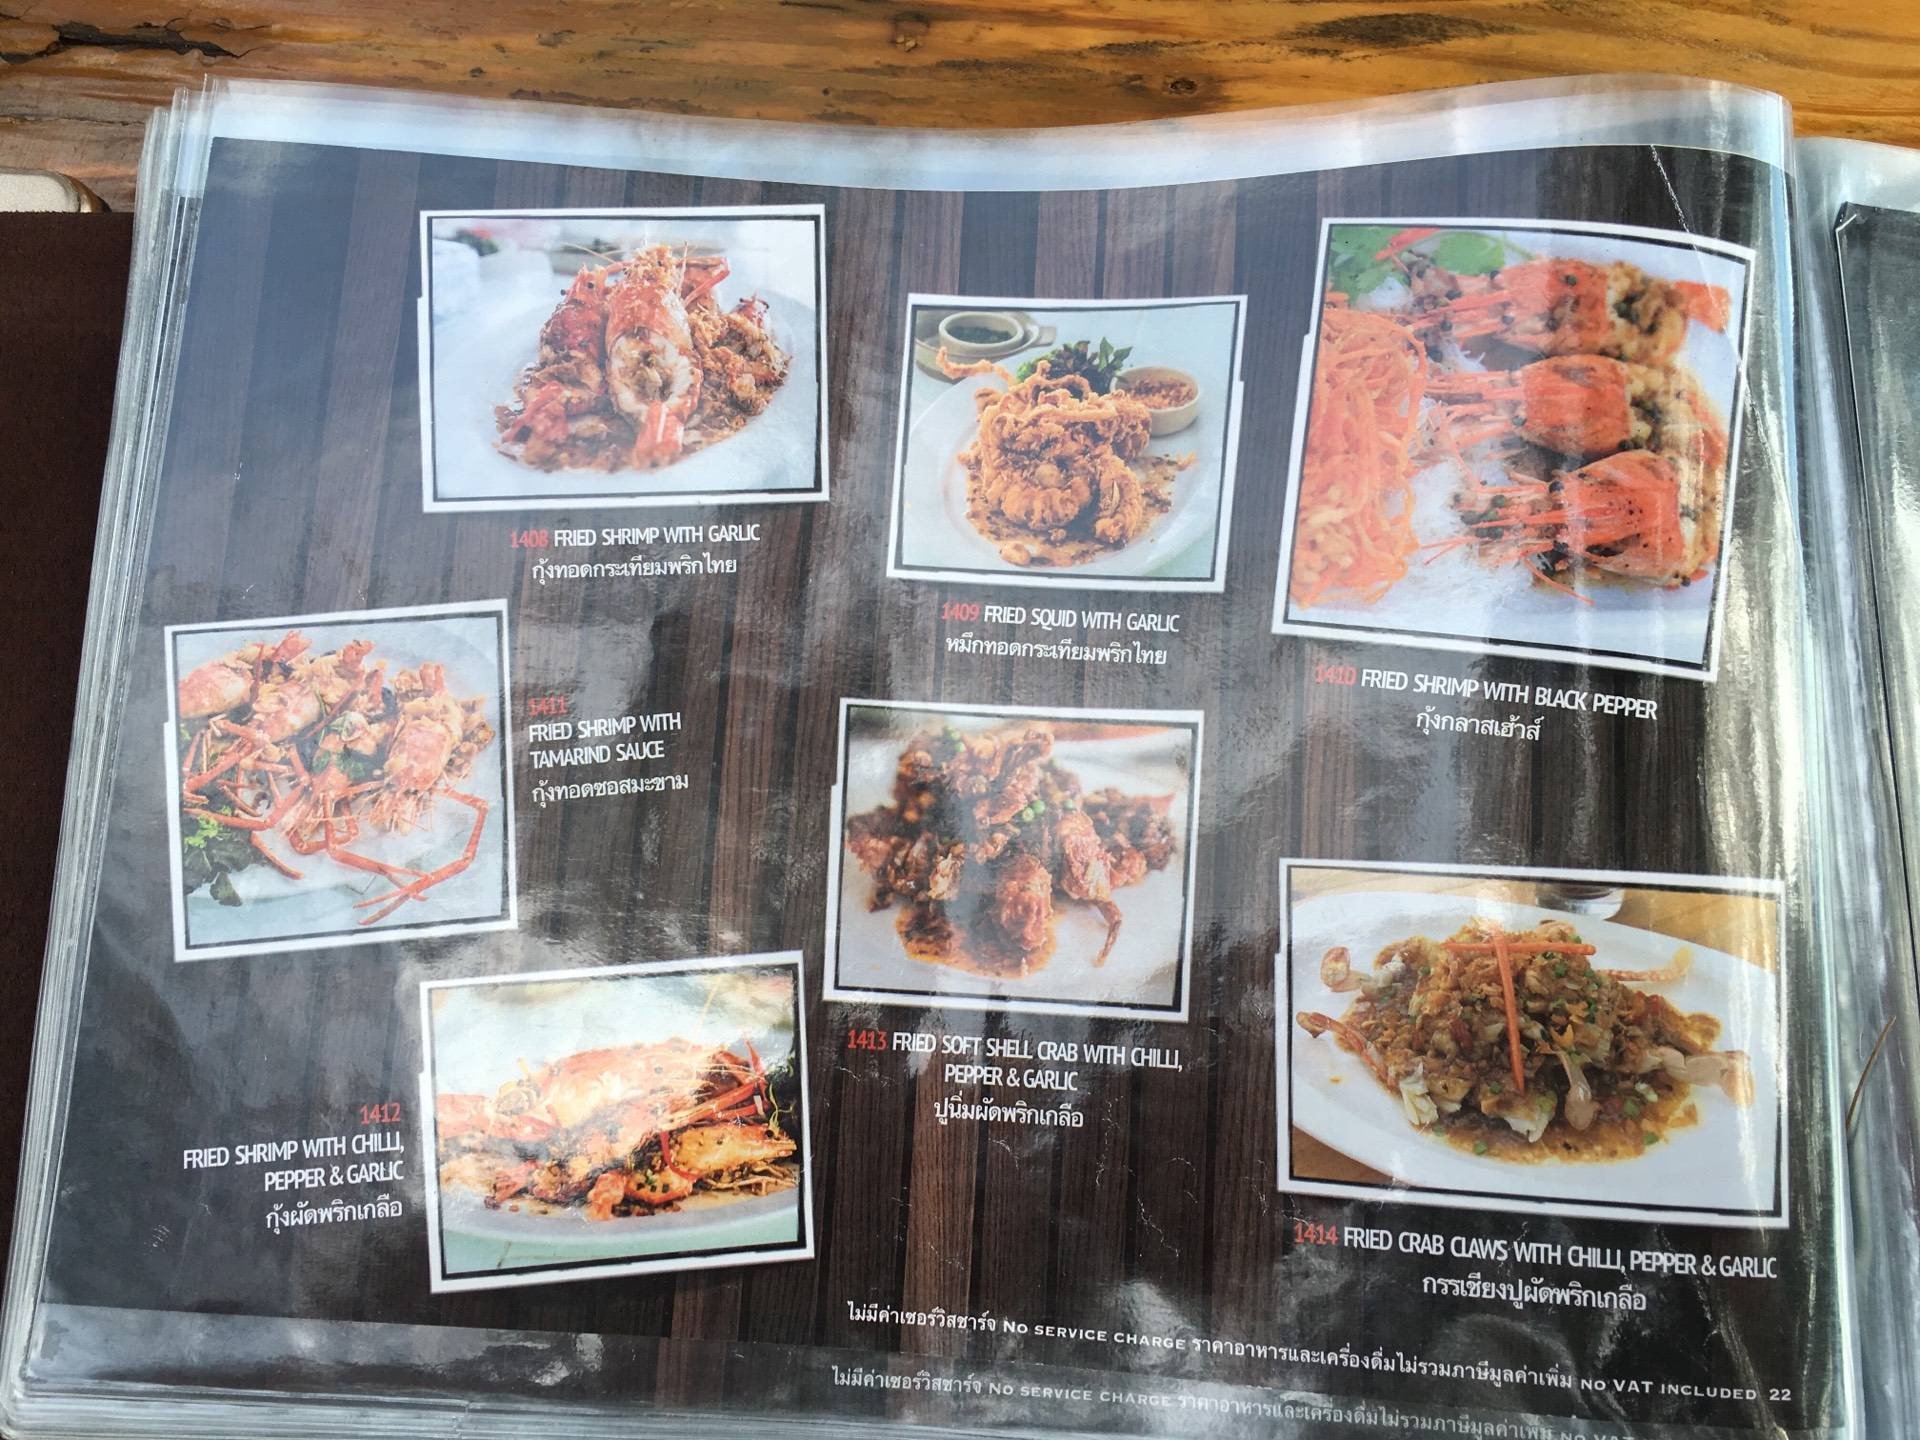 1408 FRIED SHRIMP WITH GARLIC
กุ้งทอดกระเทียมพริกไทย
1409 FRIED SQUID WITH GARLIC
หมึกทอดกระเทียมพริกไทย
1410 FRIED SHRIMP WITH BLACK PEPPER
กุ้งกลาสเฮ้าส์
1411
FRIED SHRIMP WITH
TAMARIND SAUCE
กุ้งทอดซอสมะขาม
1412
FRIED SHRIMP WITH CHILLI,
PEPPER & GARLIC
กุ้งผัดพริกเกลือ
1413 FRIED SOFT SHELL CRAB WITH CHILLI,
PEPPER & GARLIC
ปูนิ่มผัดพริกเกลือ
1414 FRIED CRAB CLAWS WITH CHILLI, PEPPER & GARLIC
กรรเชียงปูผัดพริกเกลือ
ไม่มีค่าเซอร์วิสชาร์จ NO SERVICE CHARGE ราคาอาหารและเครื่องดื่มไม่รวมภาษีมูลค่าเพิ่ม NO VAT INCLUDED 22
ไม่มีค่าเซอร์วิสชาร์จ NO SERVICE CHARGE ราคาอาหารและเครื่องดื่มไม่รวมภาษีมูลค่าเพิ่ม NO